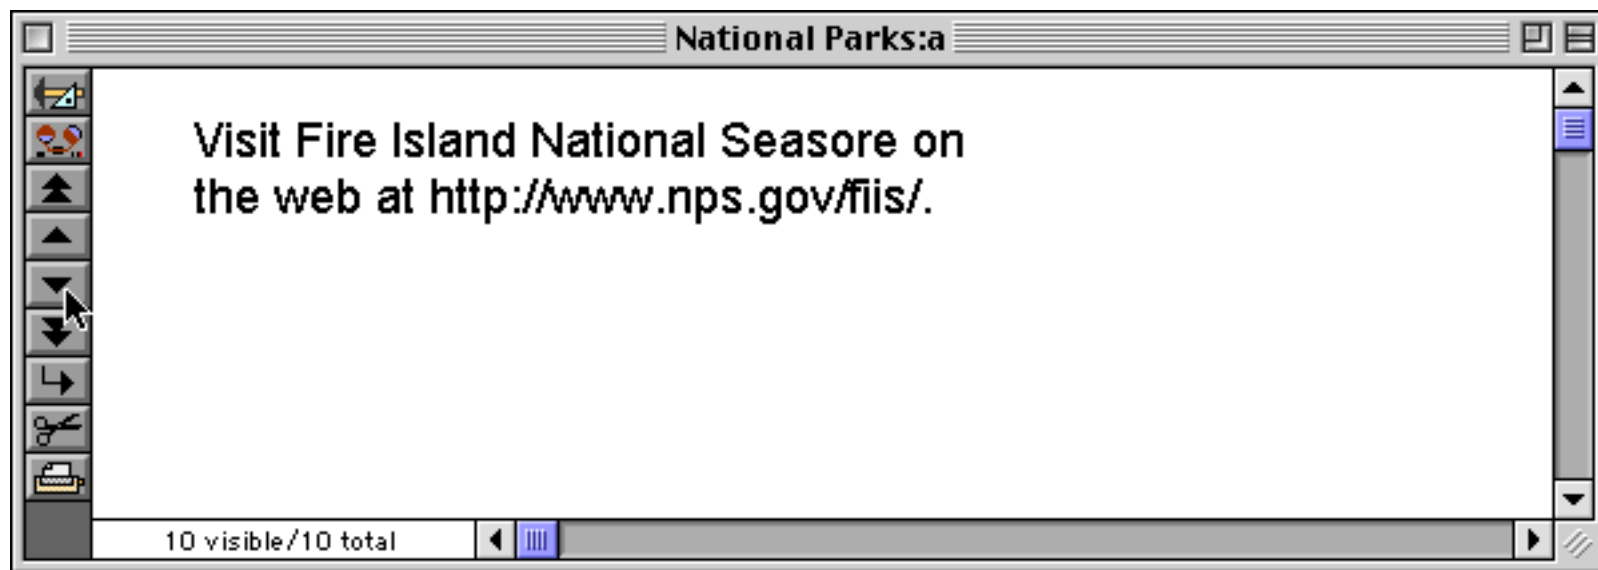 National Parks:a
Visit Fire Island National Seasore on
the web at http://www.nps.gov/fiis/.
10 visible/10 total